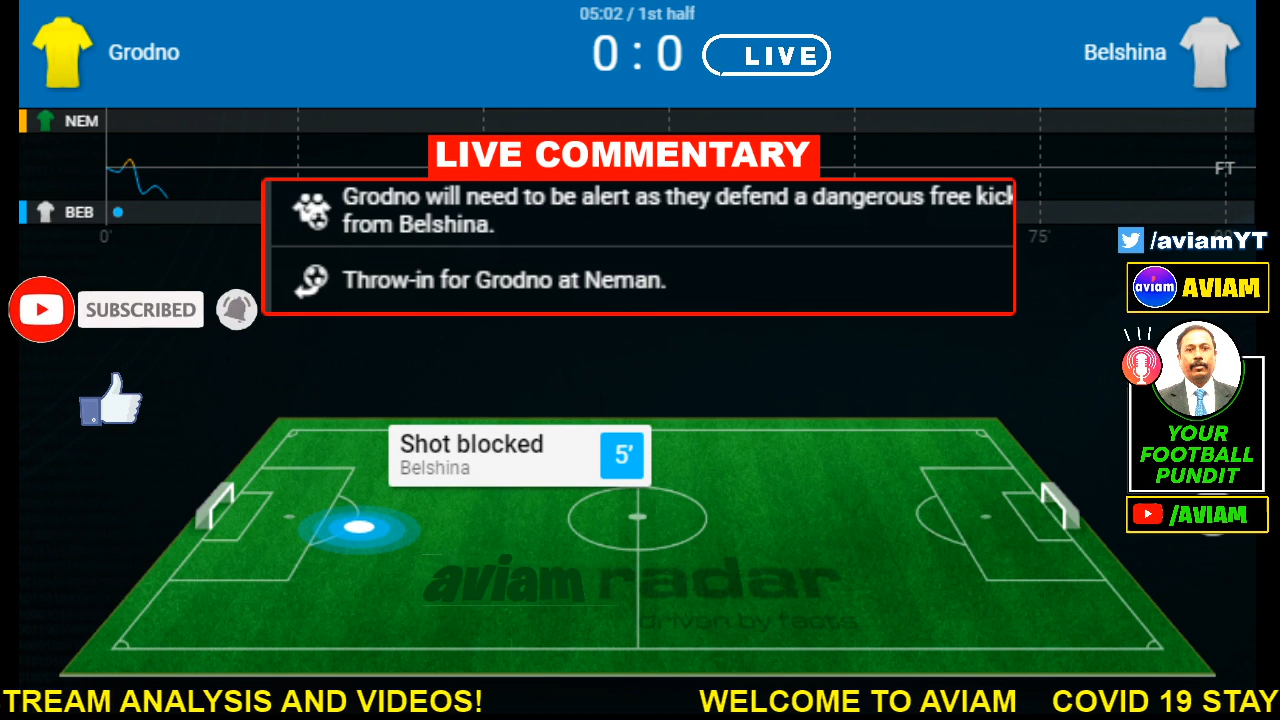 05:02 / 1st half
Grodno
0 : 0
LIVE
Belshina
NEM
LIVE COMMENTARY
FT
Grodno will need to be alert as they defend a dangerous free kick
from Belshina.
BEB
0'
75'
/aviamYT
Throw-in for Grodno at Neman.
aviam
AVIAM
SUBSCRIBED
Shot blocked
Belshina
5'
YOUR
FOOTBALL
PUNDIT
/AVIAM
aviam radar
driven by facts
TREAM ANALYSIS AND VIDEOS! WELCOME TO AVIAM COVID 19 STAY